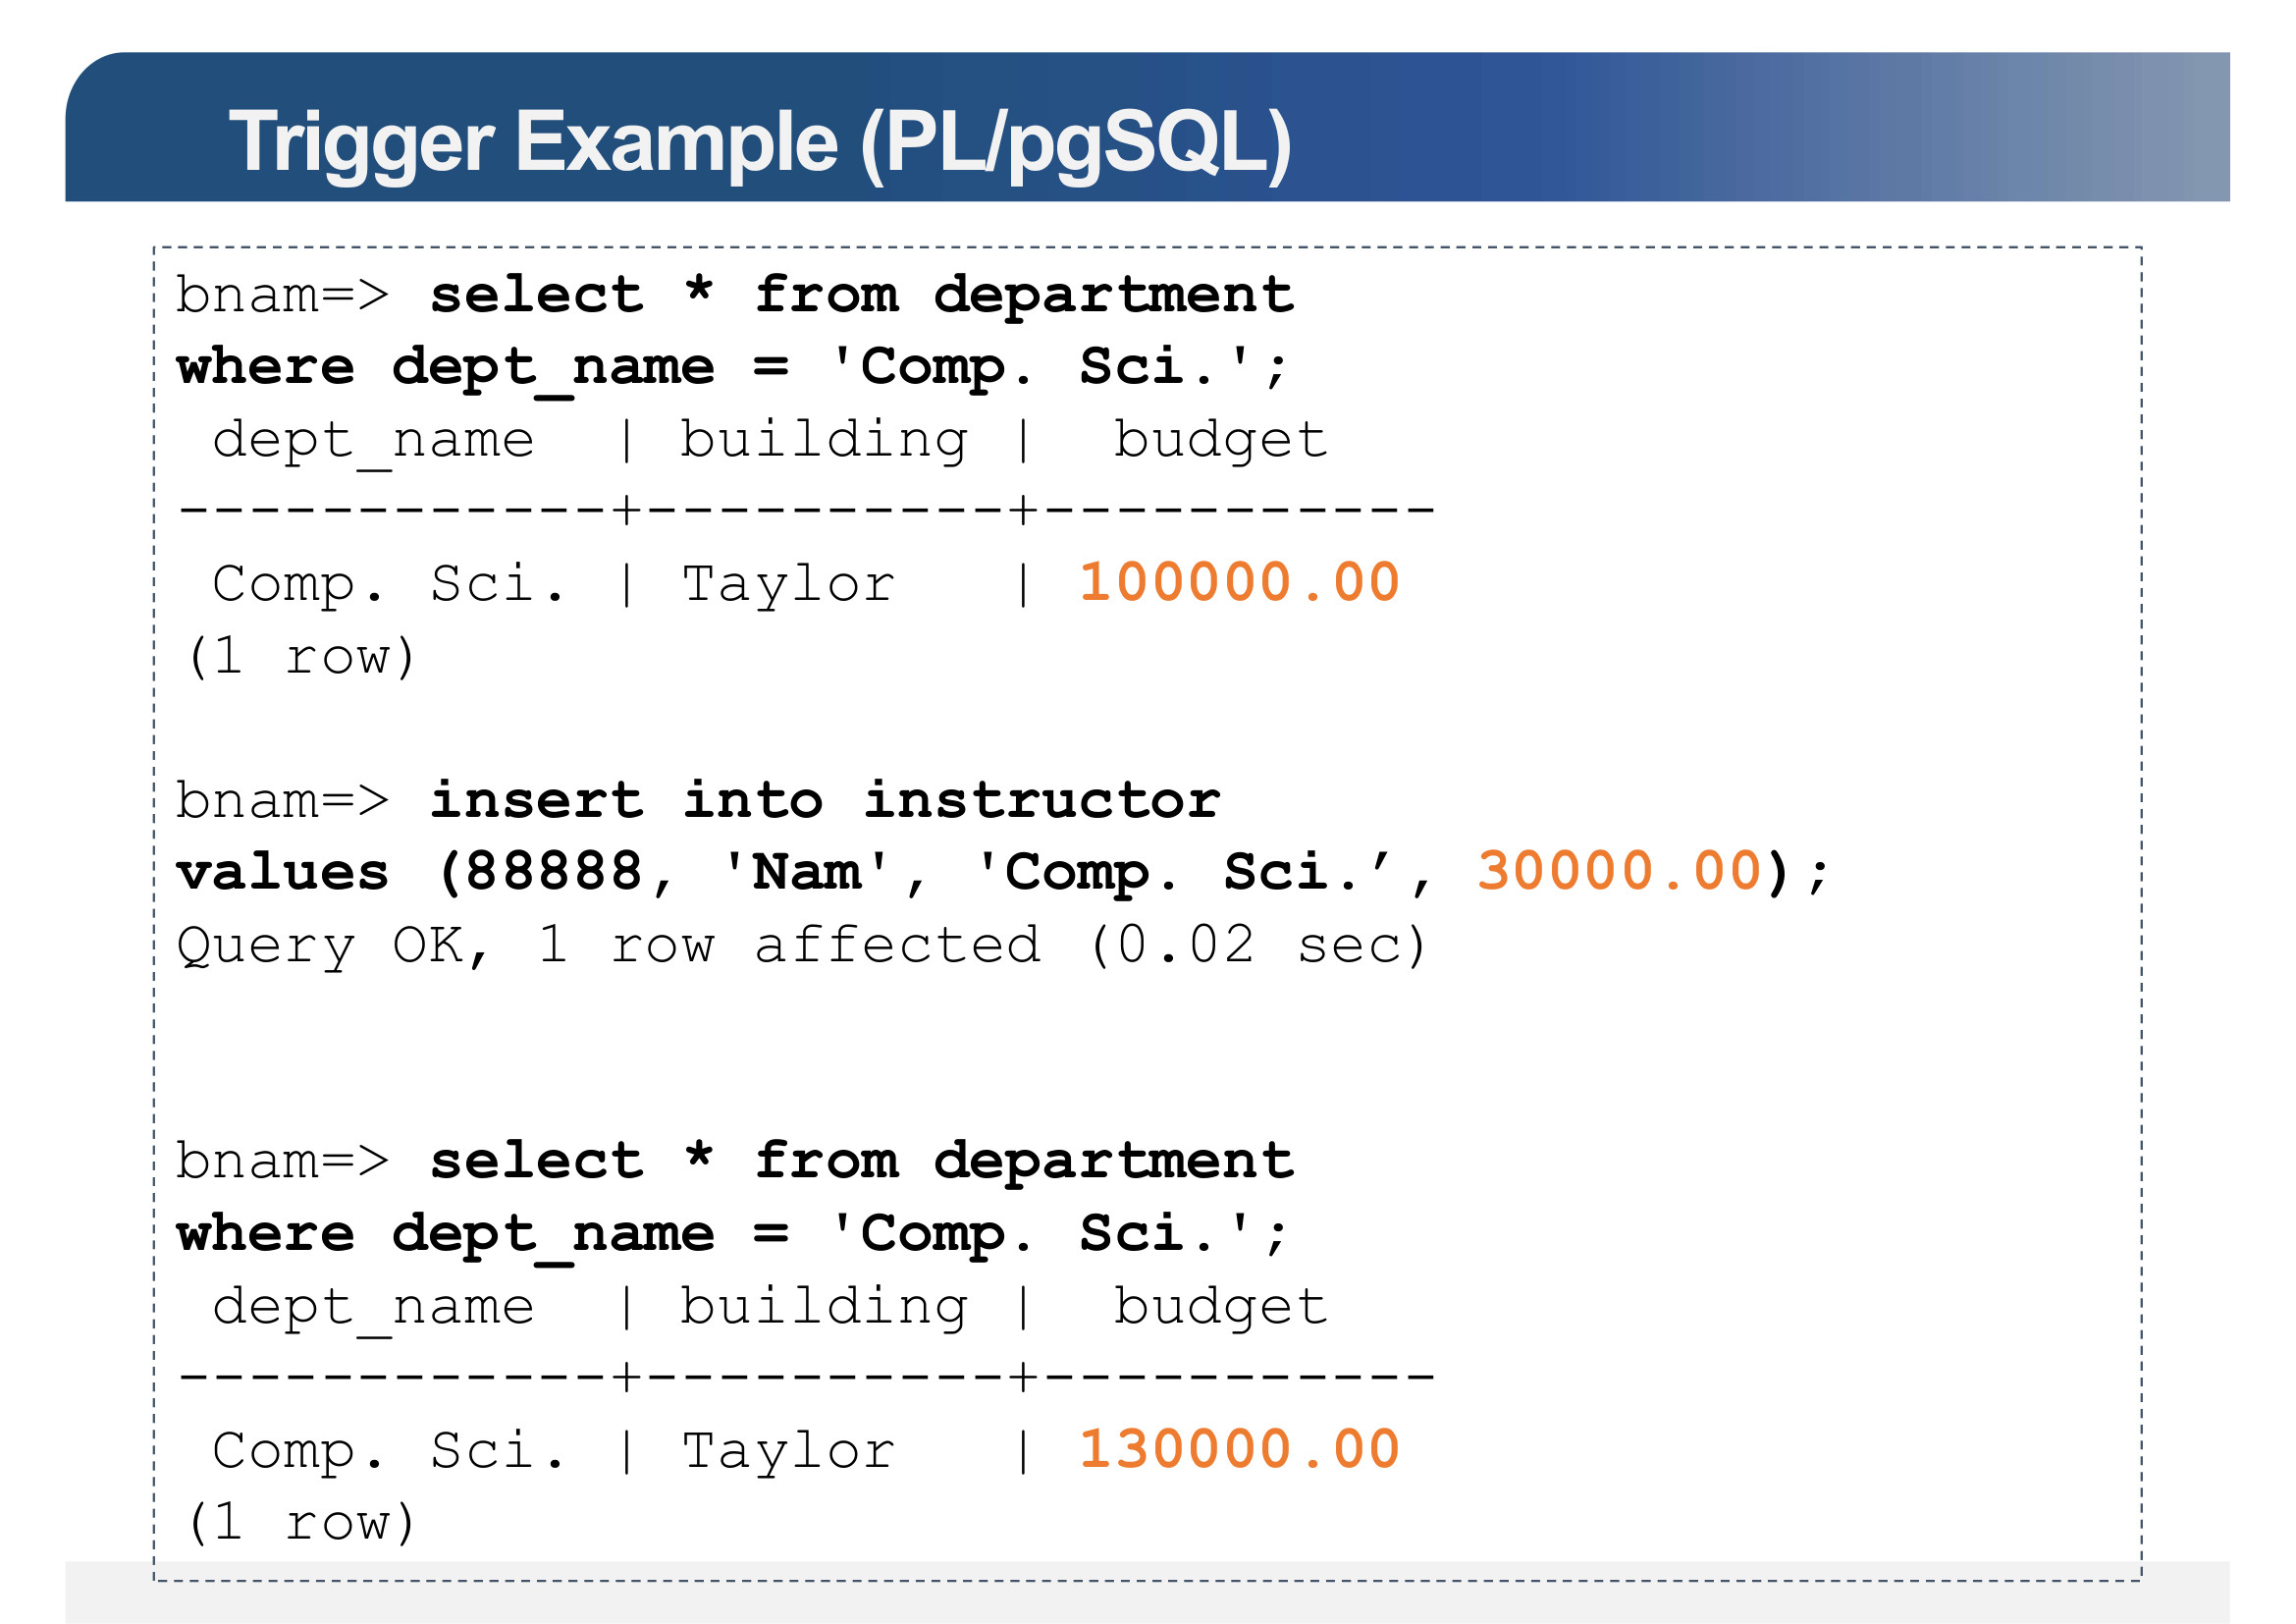 Trigger Example (PL/pgSQL)
bnam=> select * from department
where dept_name = 'Comp. Sci.';
 dept_name  | building |  budget
------------+----------+-----------
 Comp. Sci. | Taylor   | 100000.00
(1 row)
bnam=> insert into instructor
values (88888, 'Nam', 'Comp. Sci.’, 30000.00);
Query OK, 1 row affected (0.02 sec)
bnam=> select * from department
where dept_name = 'Comp. Sci.';
 dept_name  | building |  budget
------------+----------+-----------
 Comp. Sci. | Taylor   | 130000.00
(1 row)